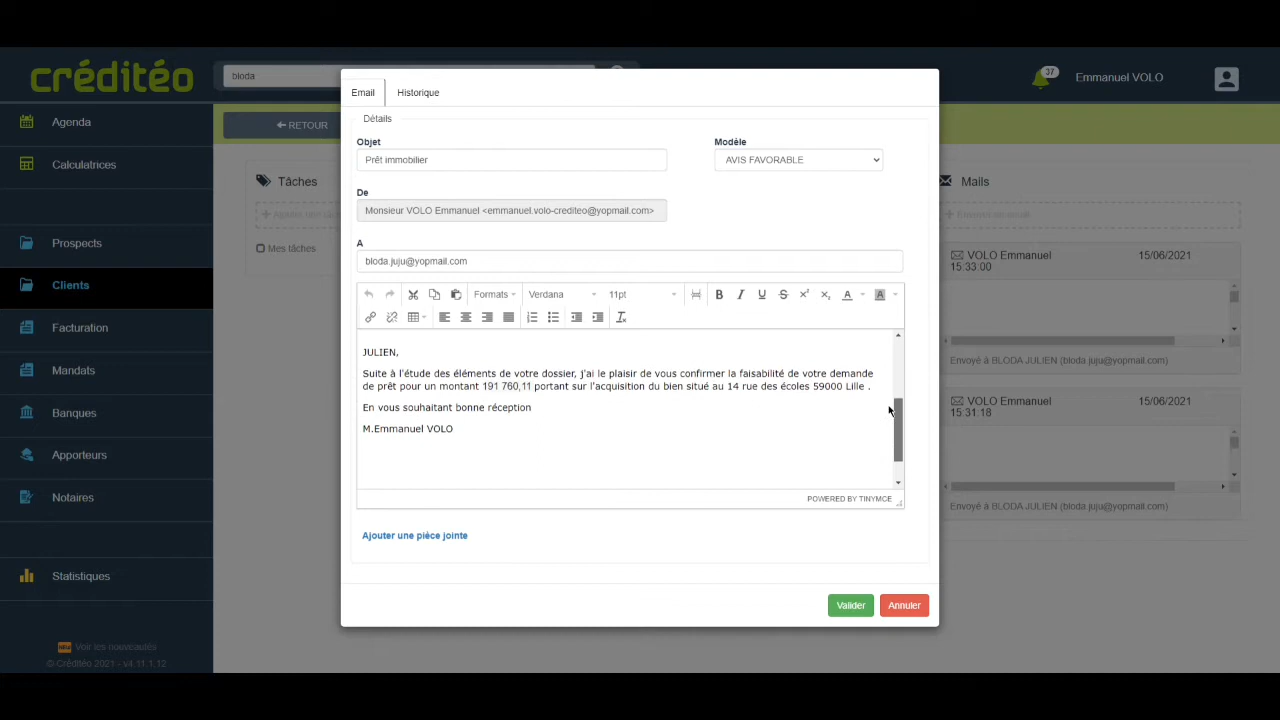 créditéo
bloda
37
Emmanuel VOLO
Agenda
Calculatrices
Prospects
Clients
Facturation
Mandats
Banques
Apporteurs
Notaires
Statistiques
Voir les nouveautés
© Créditéo 2021 - v4.11.1.12
RETOUR
Tâches
Mes tâches
Email
Historique
Détails
Objet
Modèle
Prêt immobilier
AVIS FAVORABLE
De
Monsieur VOLO Emmanuel <emmanuel.volo-crediteo@yopmail.com>
A
bloda.juju@yopmail.com
Formats
Verdana
11pt
JULIEN,
Suite à l'étude des éléments de votre dossier, j'ai le plaisir de vous confirmer la faisabilité de votre demande
de prêt pour un montant 191 760,11 portant sur l'acquisition du bien situé au 14 rue des écoles 59000 Lille .
En vous souhaitant bonne réception
M.Emmanuel VOLO
POWERED BY TINYMCE
Ajouter une pièce jointe
Valider
Annuler
Mails
VOLO Emmanuel 15/06/2021
15:33:00
Envoyé à BLODA JULIEN (bloda.juju@yopmail.com)
VOLO Emmanuel 15/06/2021
15:31:18
Envoyé à BLODA JULIEN (bloda.juju@yopmail.com)